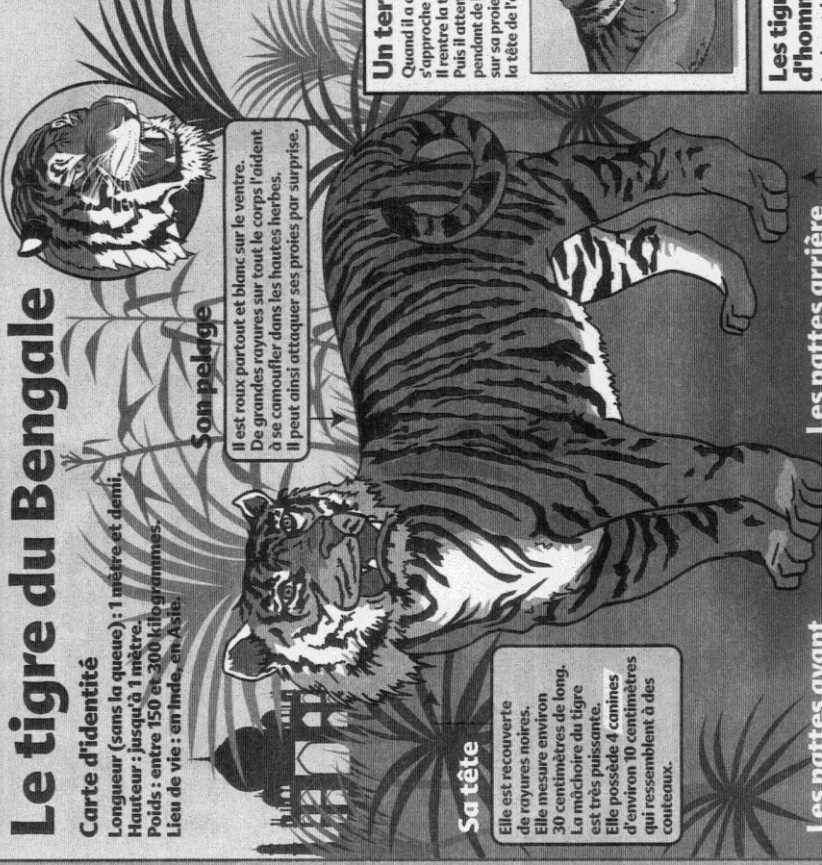 Le tigre du Bengale
Carte d'identité
Longueur (sans la queue) : 1 mètre et demi.
Hauteur : jusqu'à 1 mètre.
Poids : entre 150 et 300 kilogrammes.
Lieu de vie : en Inde, en Asie.
Son pelage
Il est roux partout et blanc sur le ventre.
De grandes rayures sur tout le corps l'aident
à se camoufler dans les hautes herbes.
Il peut ainsi attaquer ses proies par surprise.
Sa tête
Elle est recouverte
de rayures noires.
Elle mesure environ
30 centimètres de long.
La mâchoire du tigre
est très puissante.
Elle possède 4 canines
d'environ 10 centimètres
qui ressemblent à des
couteaux.
Un ter
Quand il a
s'approche
Il rentre la t
Puis il atten
pendant de l
sur sa proie
la tête de l'a
Les tigr
d'homm
Les pattes avant
Les pattes arrière